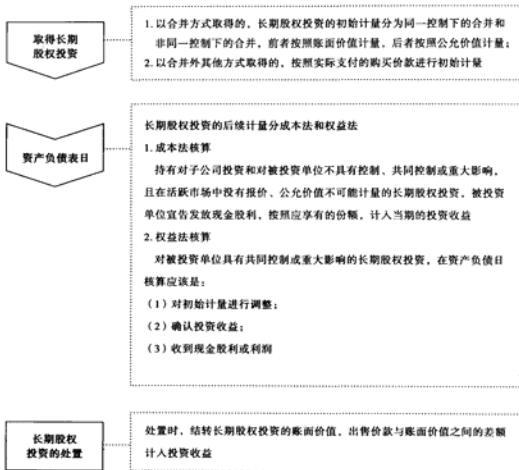 取得长期
股权投资
1. 以合并方式取得的，长期股权投资的初始计量分为同一控制下的合并和
非同一控制下的合并，前者按照账面价值计量，后者按照公允价值计量；
2. 以合并外其他方式取得的，按照实际支付的购买价款进行初始计量
资产负债表日
长期股权投资的后续计量分成本法和权益法
1. 成本法核算
持有对子公司投资和对被投资单位不具有控制、共同控制或重大影响，
且在活跃市场中没有报价、公允价值不可能计量的长期股权投资，被投资
单位宣告发放现金股利，按照应享有的份额，计入当期的投资收益
2. 权益法核算
对被投资单位具有共同控制或重大影响的长期股权投资，在资产负债日
核算应该是：
（1）对初始计量进行调整；
（2）确认投资收益；
（3）收到现金股利或利润
长期股权
投资的处置
处置时，结转长期股权投资的账面价值，出售价款与账面价值之间的差额
计入投资收益